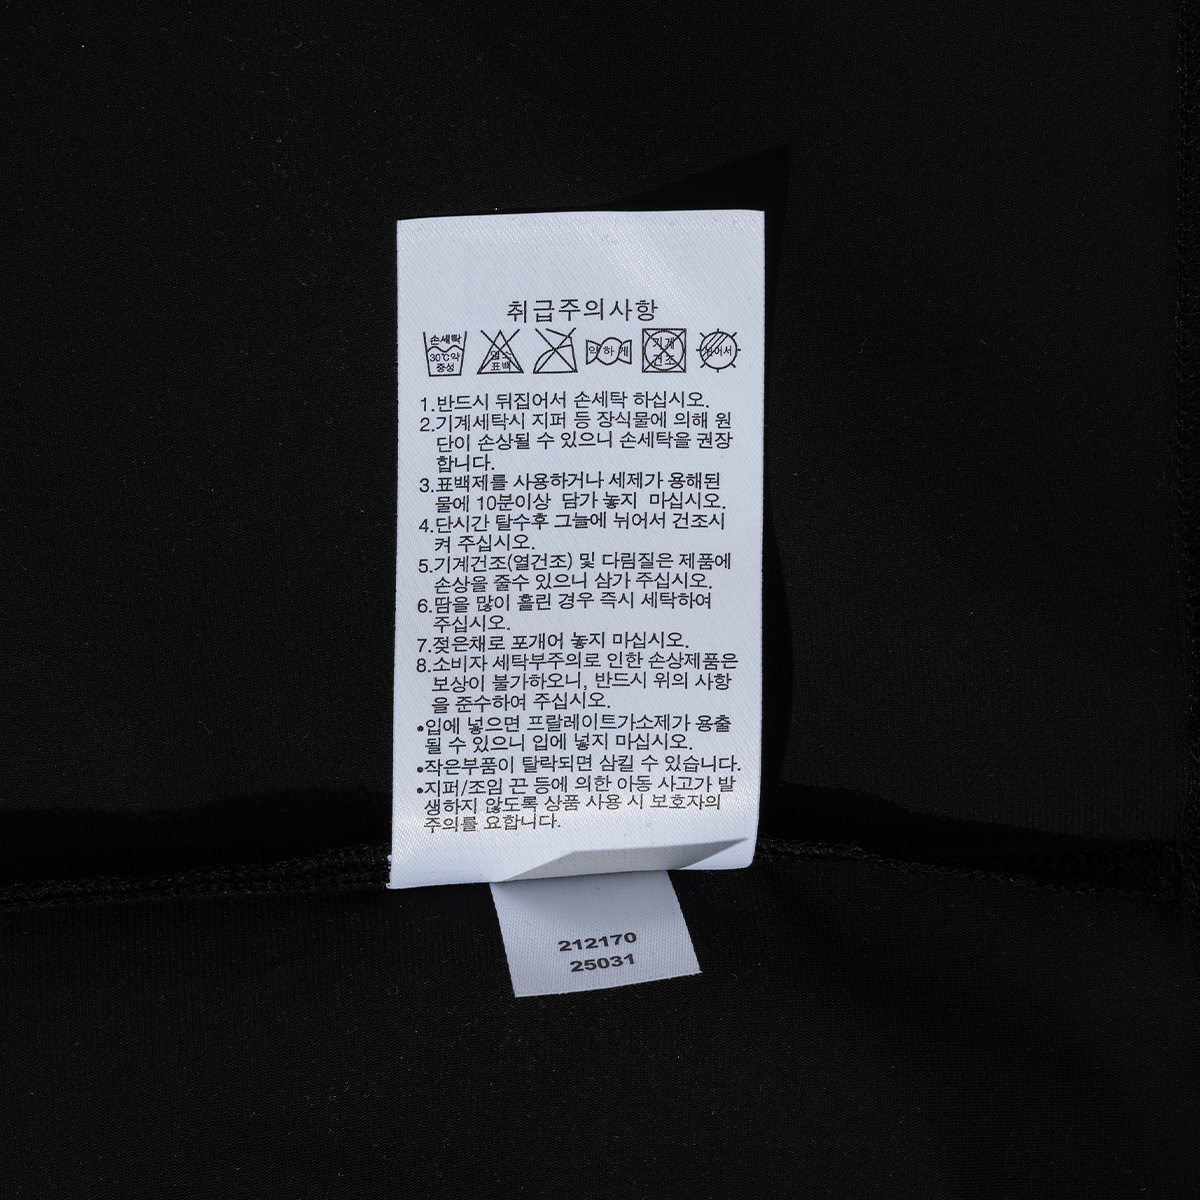 취급주의사항
손세탁
30℃약
중성
염소
표백
약하게
기계
건조
뉘어서
1.반드시 뒤집어서 손세탁 하십시오.
2.기계세탁시 지퍼 등 장식물에 의해 원
단이 손상될 수 있으니 손세탁을 권장
합니다.
3.표백제를 사용하거나 세제가 용해된
물에 10분이상 담가 놓지 마십시오.
4.단시간 탈수후 그늘에 뉘어서 건조시
켜 주십시오.
5.기계건조(열건조) 및 다림질은 제품에
손상을 줄수 있으니 삼가 주십시오.
6.땀을 많이 흘린 경우 즉시 세탁하여
주십시오.
7.젖은채로 포개어 놓지 마십시오.
8.소비자 세탁부주의로 인한 손상제품은
보상이 불가하오니, 반드시 위의 사항
을 준수하여 주십시오.
•입에 넣으면 프탈레이트가소제가 용출
될 수 있으니 입에 넣지 마십시오.
•작은부품이 탈락되면 삼킬 수 있습니다.
•지퍼/조임 끈 등에 의한 아동 사고가 발
생하지 않도록 상품 사용 시 보호자의
주의를 요합니다.
212170
25031